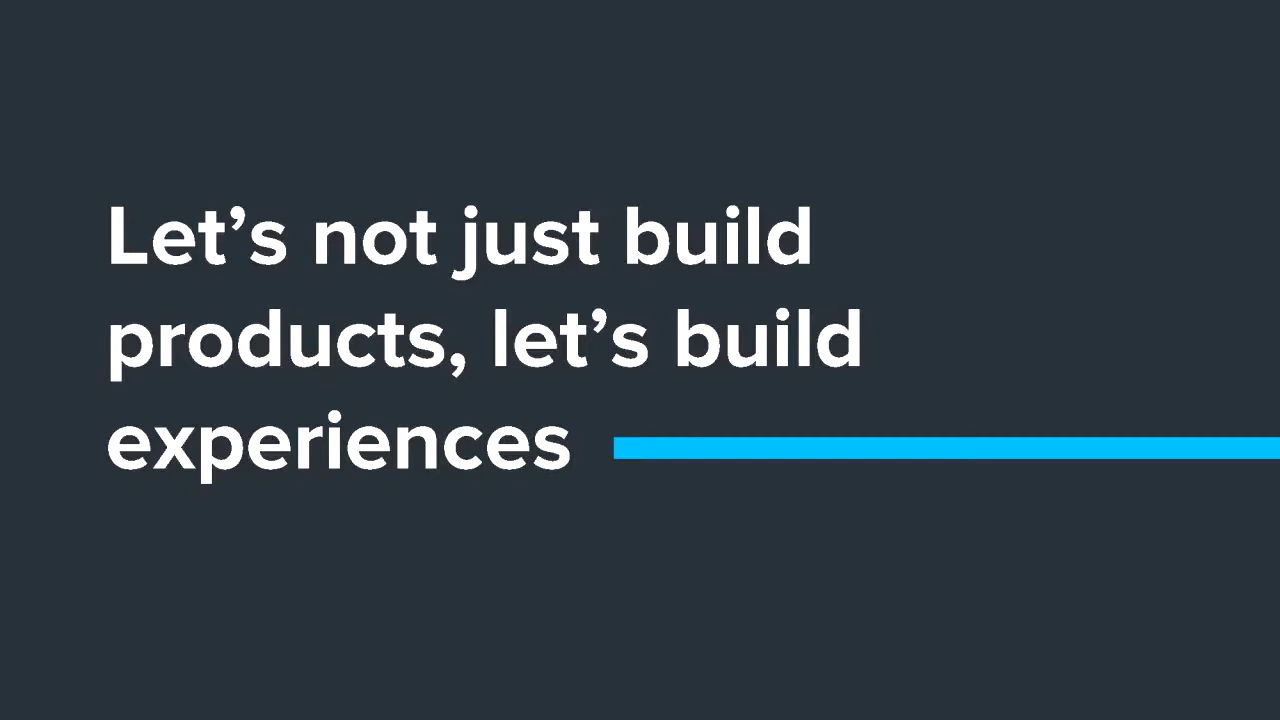 Let’s not just build
products, let’s build
experiences